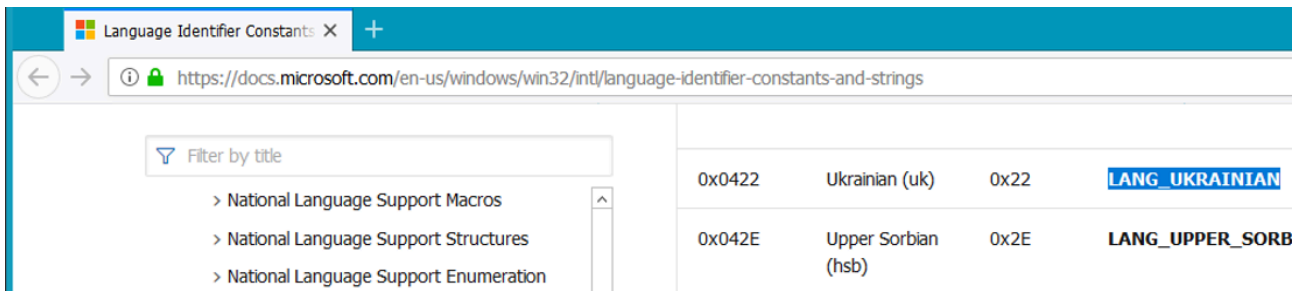 Language Identifier Constants
https://docs.microsoft.com/en-us/windows/win32/intl/language-identifier-constants-and-strings
Filter by title
> National Language Support Macros
> National Language Support Structures
> National Language Support Enumeration
0x0422 Ukrainian (uk) 0x22 LANG_UKRAINIAN
0x042E Upper Sorbian 0x2E LANG_UPPER_SORB
(hsb)